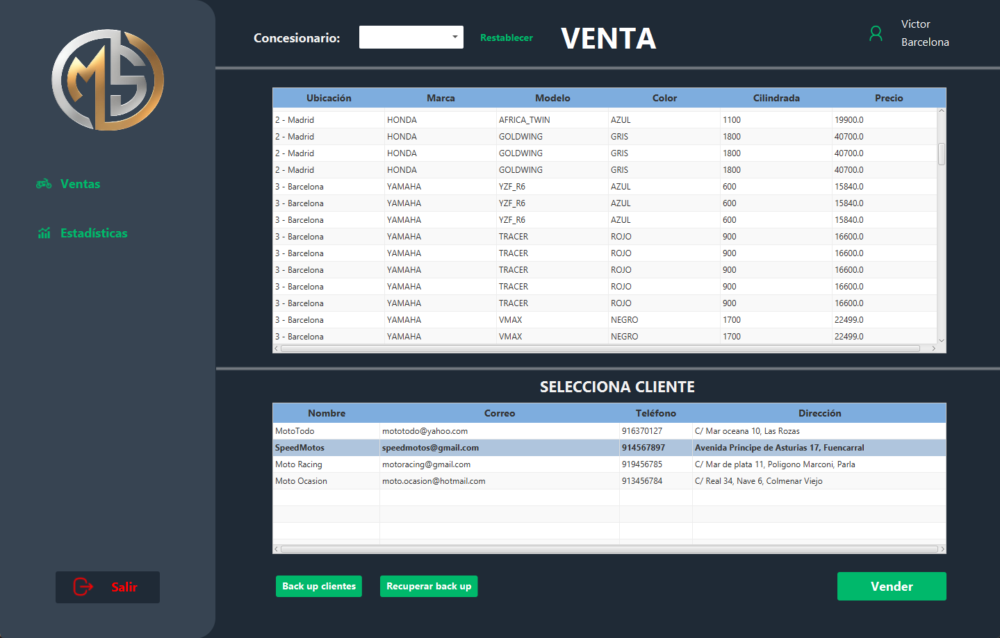 Concesionario:
Restablecer
VENTA
Victor
Barcelona
MS
Ventas
Estadísticas
Salir
Ubicación Marca Modelo Color Cilindrada Precio
2 - Madrid HONDA AFRICA_TWIN AZUL 1100 19900.0
2 - Madrid HONDA GOLDWING GRIS 1800 40700.0
2 - Madrid HONDA GOLDWING GRIS 1800 40700.0
2 - Madrid HONDA GOLDWING GRIS 1800 40700.0
3 - Barcelona YAMAHA YZF_R6 AZUL 600 15840.0
3 - Barcelona YAMAHA YZF_R6 AZUL 600 15840.0
3 - Barcelona YAMAHA YZF_R6 AZUL 600 15840.0
3 - Barcelona YAMAHA TRACER ROJO 900 16600.0
3 - Barcelona YAMAHA TRACER ROJO 900 16600.0
3 - Barcelona YAMAHA TRACER ROJO 900 16600.0
3 - Barcelona YAMAHA TRACER ROJO 900 16600.0
3 - Barcelona YAMAHA TRACER ROJO 900 16600.0
3 - Barcelona YAMAHA VMAX NEGRO 1700 22499.0
3 - Barcelona YAMAHA VMAX NEGRO 1700 22499.0
SELECCIONA CLIENTE
Nombre Correo Teléfono Dirección
MotoTodo mototodo@yahoo.com 916370127 C/ Mar oceana 10, Las Rozas
SpeedMotos speedmotos@gmail.com 914567897 Avenida Principe de Asturias 17, Fuencarral
Moto Racing motoracing@gmail.com 919456785 C/ Mar de plata 11, Poligono Marconi, Parla
Moto Ocasion moto.ocasion@hotmail.com 913456784 C/ Real 34, Nave 6, Colmenar Viejo
Back up clientes
Recuperar back up
Vender